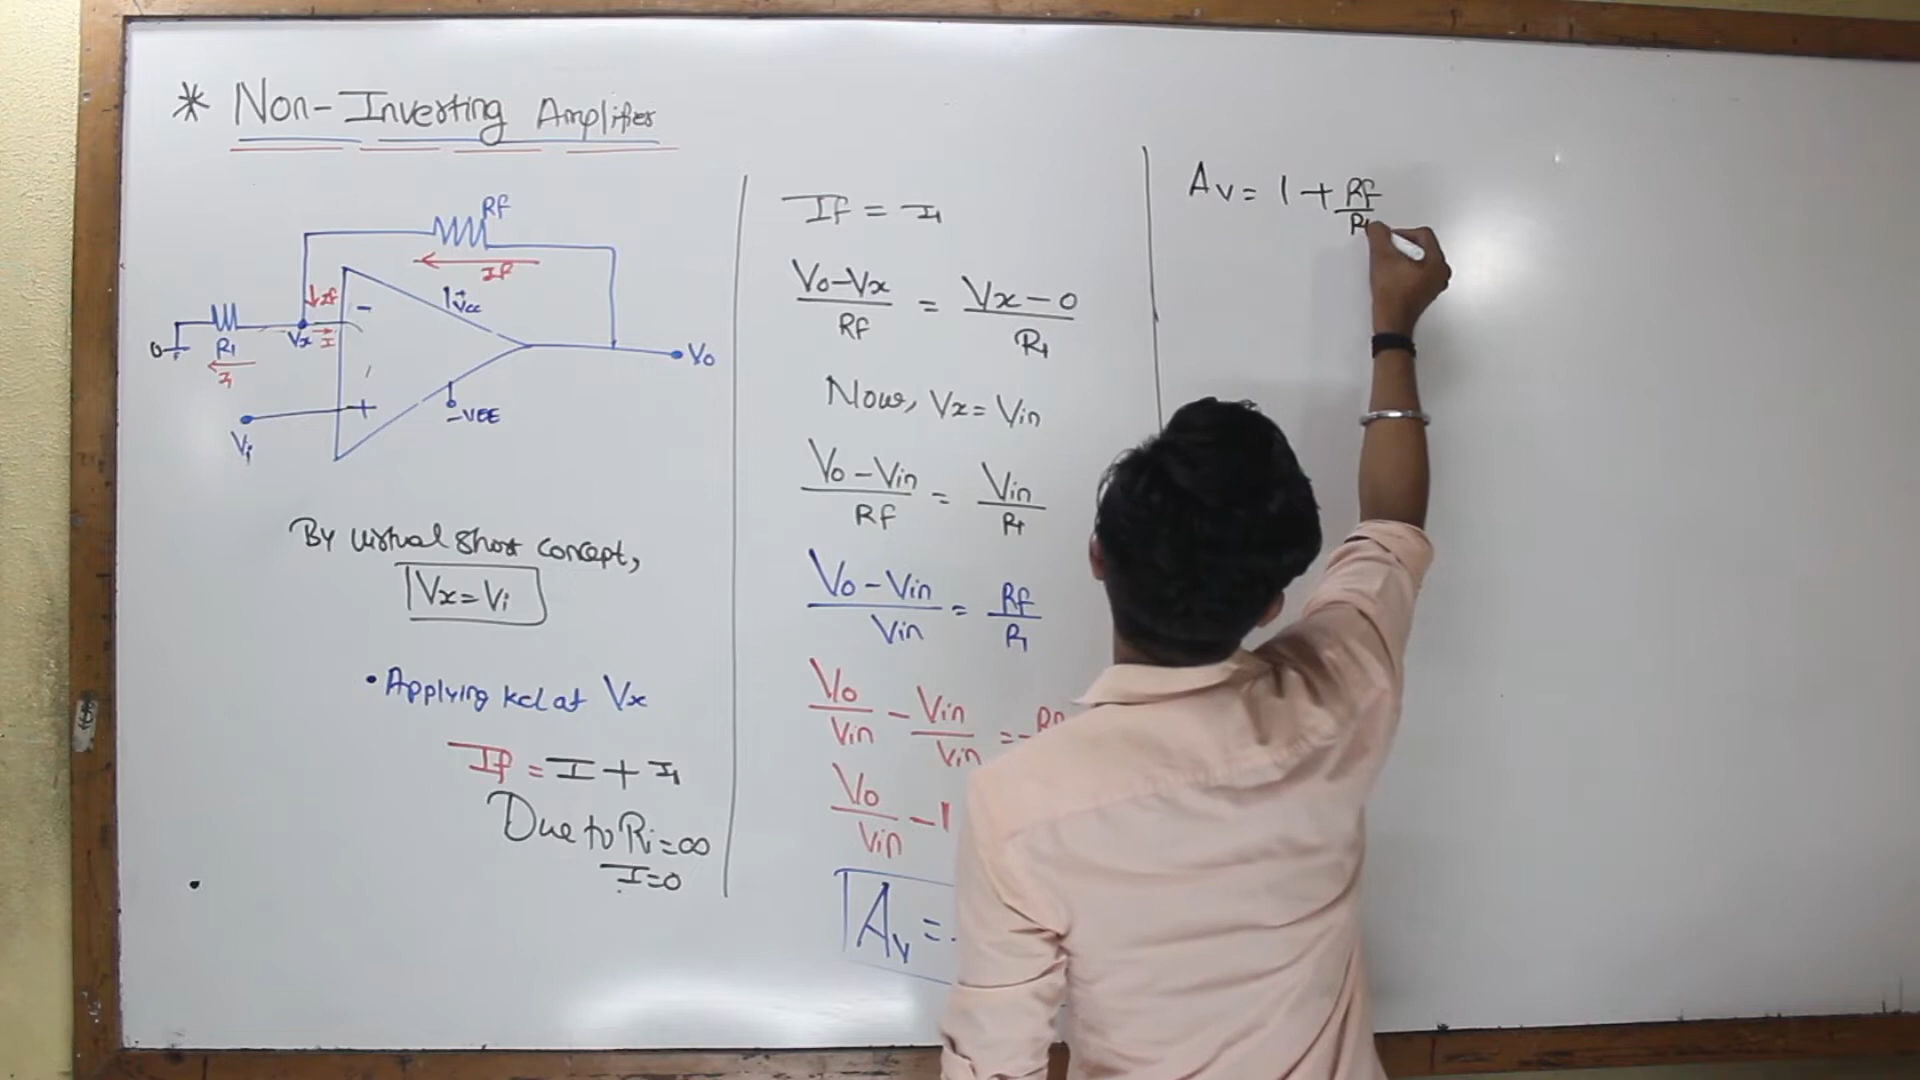 * Non-Inverting Amplifier
Rf
If
If
Vcc
-
Vx
I
0
R1
I1
Vo
+
-VEE
Vi
By virtual short concept,
Vx=Vi
• Applying kcl at Vx
If = I + I1
Due to Ri=∞
I=0
If = I1
Vo-Vx / Rf = Vx-0 / R1
Now, Vx = Vin
Vo-Vin / Rf = Vin / R1
Vo-Vin / Vin = Rf / R1
Vo / Vin - Vin / Vin =
Vo / Vin - 1
Av =
Av = 1 + Rf / R1